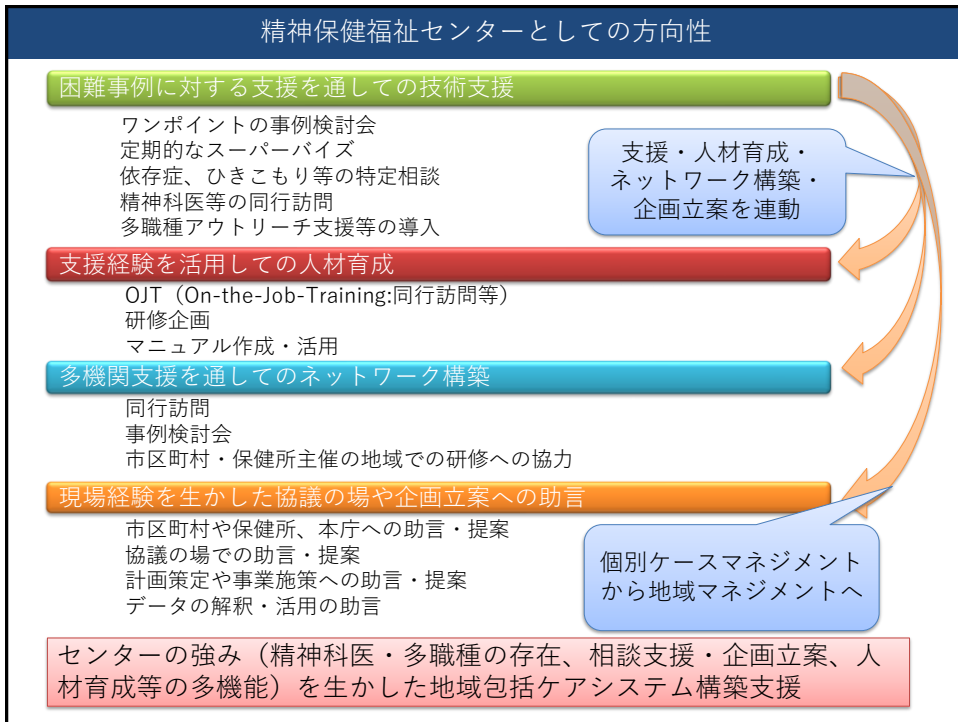 精神保健福祉センターとしての方向性
困難事例に対する支援を通しての技術支援
ワンポイントの事例検討会
定期的なスーパーバイズ
依存症、ひきこもり等の特定相談
精神科医等の同行訪問
多職種アウトリーチ支援等の導入
支援・人材育成・
ネットワーク構築・
企画立案を連動
支援経験を活用しての人材育成
OJT（On-the-Job-Training:同行訪問等）
研修企画
マニュアル作成・活用
多機関支援を通してのネットワーク構築
同行訪問
事例検討会
市区町村・保健所主催の地域での研修への協力
現場経験を生かした協議の場や企画立案への助言
市区町村や保健所、本庁への助言・提案
協議の場での助言・提案
計画策定や事業施策への助言・提案
データの解釈・活用の助言
個別ケースマネジメント
から地域マネジメントへ
センターの強み（精神科医・多職種の存在、相談支援・企画立案、人
材育成等の多機能）を生かした地域包括ケアシステム構築支援